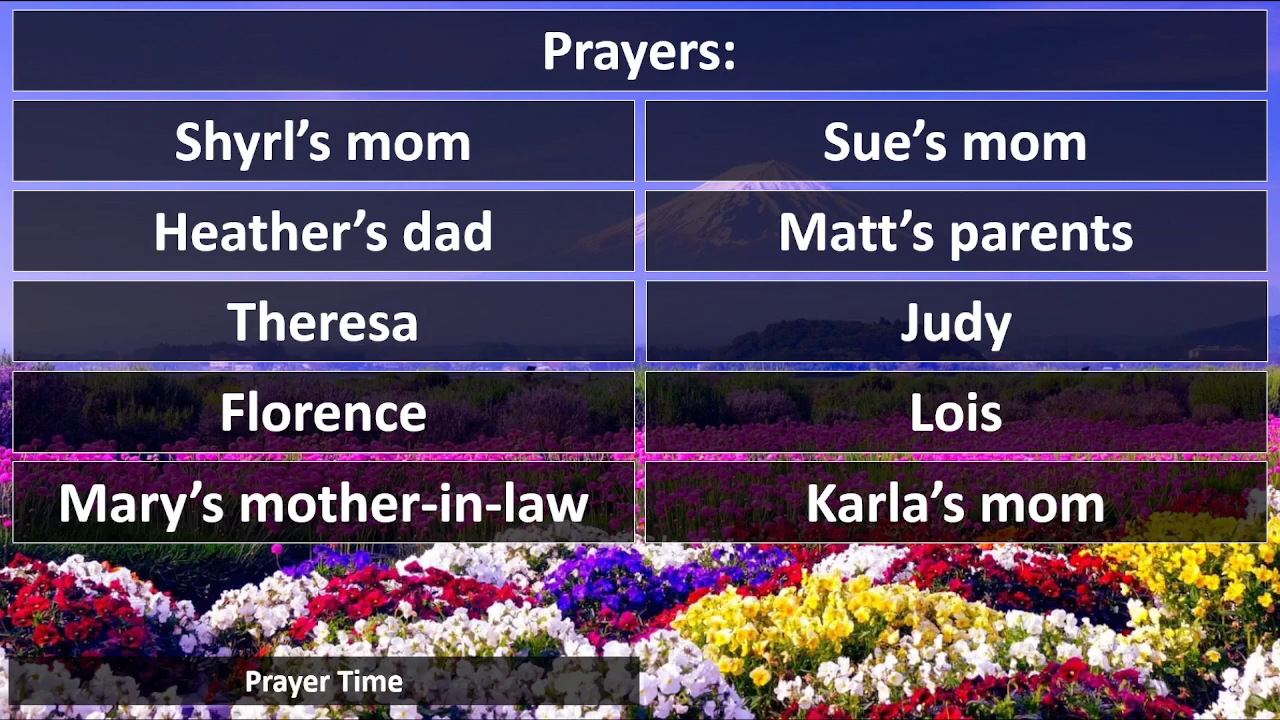 Prayers:
Shyrl’s mom
Sue’s mom
Heather’s dad
Matt’s parents
Theresa
Judy
Florence
Lois
Mary’s mother-in-law
Karla’s mom
Prayer Time